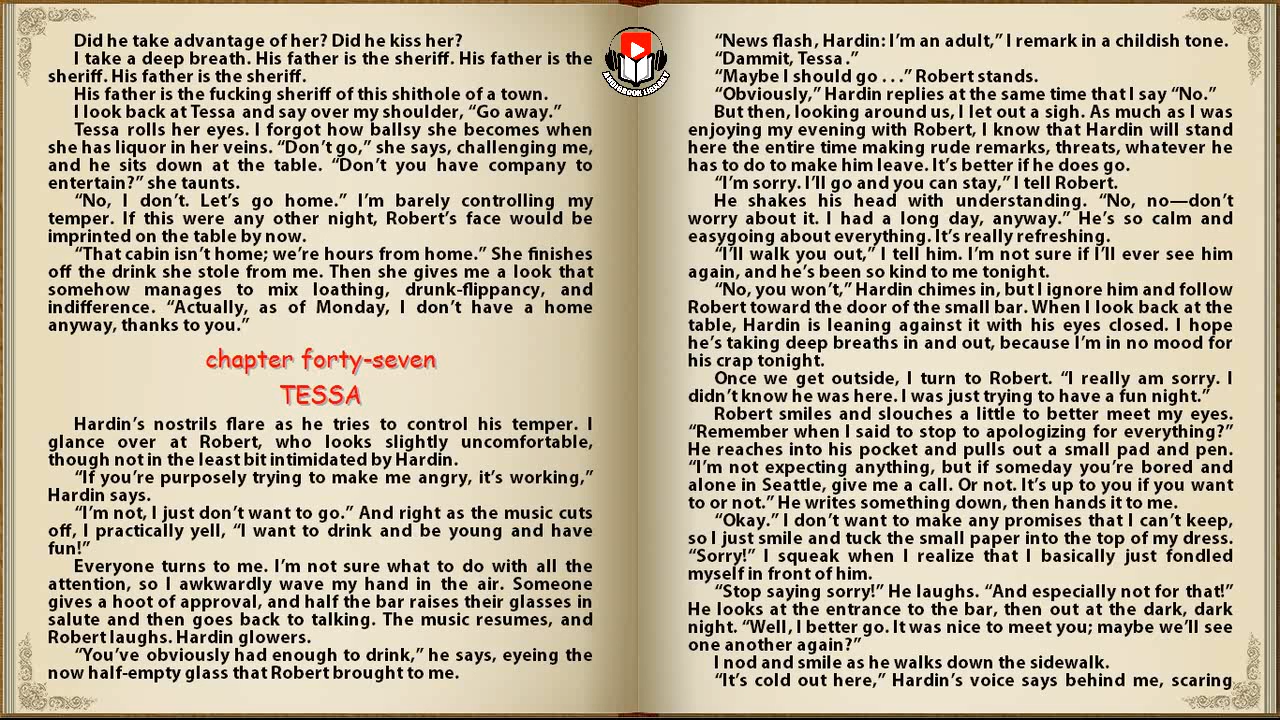 Did he take advantage of her? Did he kiss her?
I take a deep breath. His father is the sheriff. His father is the
sheriff. His father is the sheriff.
His father is the fucking sheriff of this shithole of a town.
I look back at Tessa and say over my shoulder, “Go away.”
Tessa rolls her eyes. I forgot how ballsy she becomes when
she has liquor in her veins. “Don’t go,” she says, challenging me,
and he sits down at the table. “Don’t you have company to
entertain?” she taunts.
“No, I don’t. Let’s go home.” I’m barely controlling my
temper. If this were any other night, Robert’s face would be
imprinted on the table by now.
“That cabin isn’t home; we’re hours from home.” She finishes
off the drink she stole from me. Then she gives me a look that
somehow manages to mix loathing, drunk-flippancy, and
indifference. “Actually, as of Monday, I don’t have a home
anyway, thanks to you.”
chapter forty-seven
TESSA
Hardin’s nostrils flare as he tries to control his temper. I
glance over at Robert, who looks slightly uncomfortable,
though not in the least bit intimidated by Hardin.
“If you’re purposely trying to make me angry, it’s working,”
Hardin says.
“I’m not, I just don’t want to go.” And right as the music cuts
off, I practically yell, “I want to drink and be young and have
fun!”
Everyone turns to me. I’m not sure what to do with all the
attention, so I awkwardly wave my hand in the air. Someone
gives a hoot of approval, and half the bar raises their glasses in
salute and then goes back to talking. The music resumes, and
Robert laughs. Hardin glowers.
“You’ve obviously had enough to drink,” he says, eyeing the
now half-empty glass that Robert brought to me.
AUDIOBOOK LIBRARY
“News flash, Hardin: I’m an adult,” I remark in a childish tone.
“Dammit, Tessa.”
“Maybe I should go . . .” Robert stands.
“Obviously,” Hardin replies at the same time that I say “No.”
But then, looking around us, I let out a sigh. As much as I was
enjoying my evening with Robert, I know that Hardin will stand
here the entire time making rude remarks, threats, whatever he
has to do to make him leave. It’s better if he does go.
“I’m sorry. I’ll go and you can stay,” I tell Robert.
He shakes his head with understanding. “No, no—don’t
worry about it. I had a long day, anyway.” He’s so calm and
easygoing about everything. It’s really refreshing.
“I’ll walk you out,” I tell him. I’m not sure if I’ll ever see him
again, and he’s been so kind to me tonight.
“No, you won’t,” Hardin chimes in, but I ignore him and follow
Robert toward the door of the small bar. When I look back at the
table, Hardin is leaning against it with his eyes closed. I hope
he’s taking deep breaths in and out, because I’m in no mood for
his crap tonight.
Once we get outside, I turn to Robert. “I really am sorry. I
didn’t know he was here. I was just trying to have a fun night.”
Robert smiles and slouches a little to better meet my eyes.
“Remember when I said to stop to apologizing for everything?”
He reaches into his pocket and pulls out a small pad and pen.
“I’m not expecting anything, but if someday you’re bored and
alone in Seattle, give me a call. Or not. It’s up to you if you want
to or not.” He writes something down, then hands it to me.
“Okay.” I don’t want to make any promises that I can’t keep,
so I just smile and tuck the small paper into the top of my dress.
“Sorry!” I squeak when I realize that I basically just fondled
myself in front of him.
“Stop saying sorry!” He laughs. “And especially not for that!”
He looks at the entrance to the bar, then out at the dark, dark
night. “Well, I better go. It was nice to meet you; maybe we’ll see
one another again?”
I nod and smile as he walks down the sidewalk.
“It’s cold out here,” Hardin’s voice says behind me, scaring